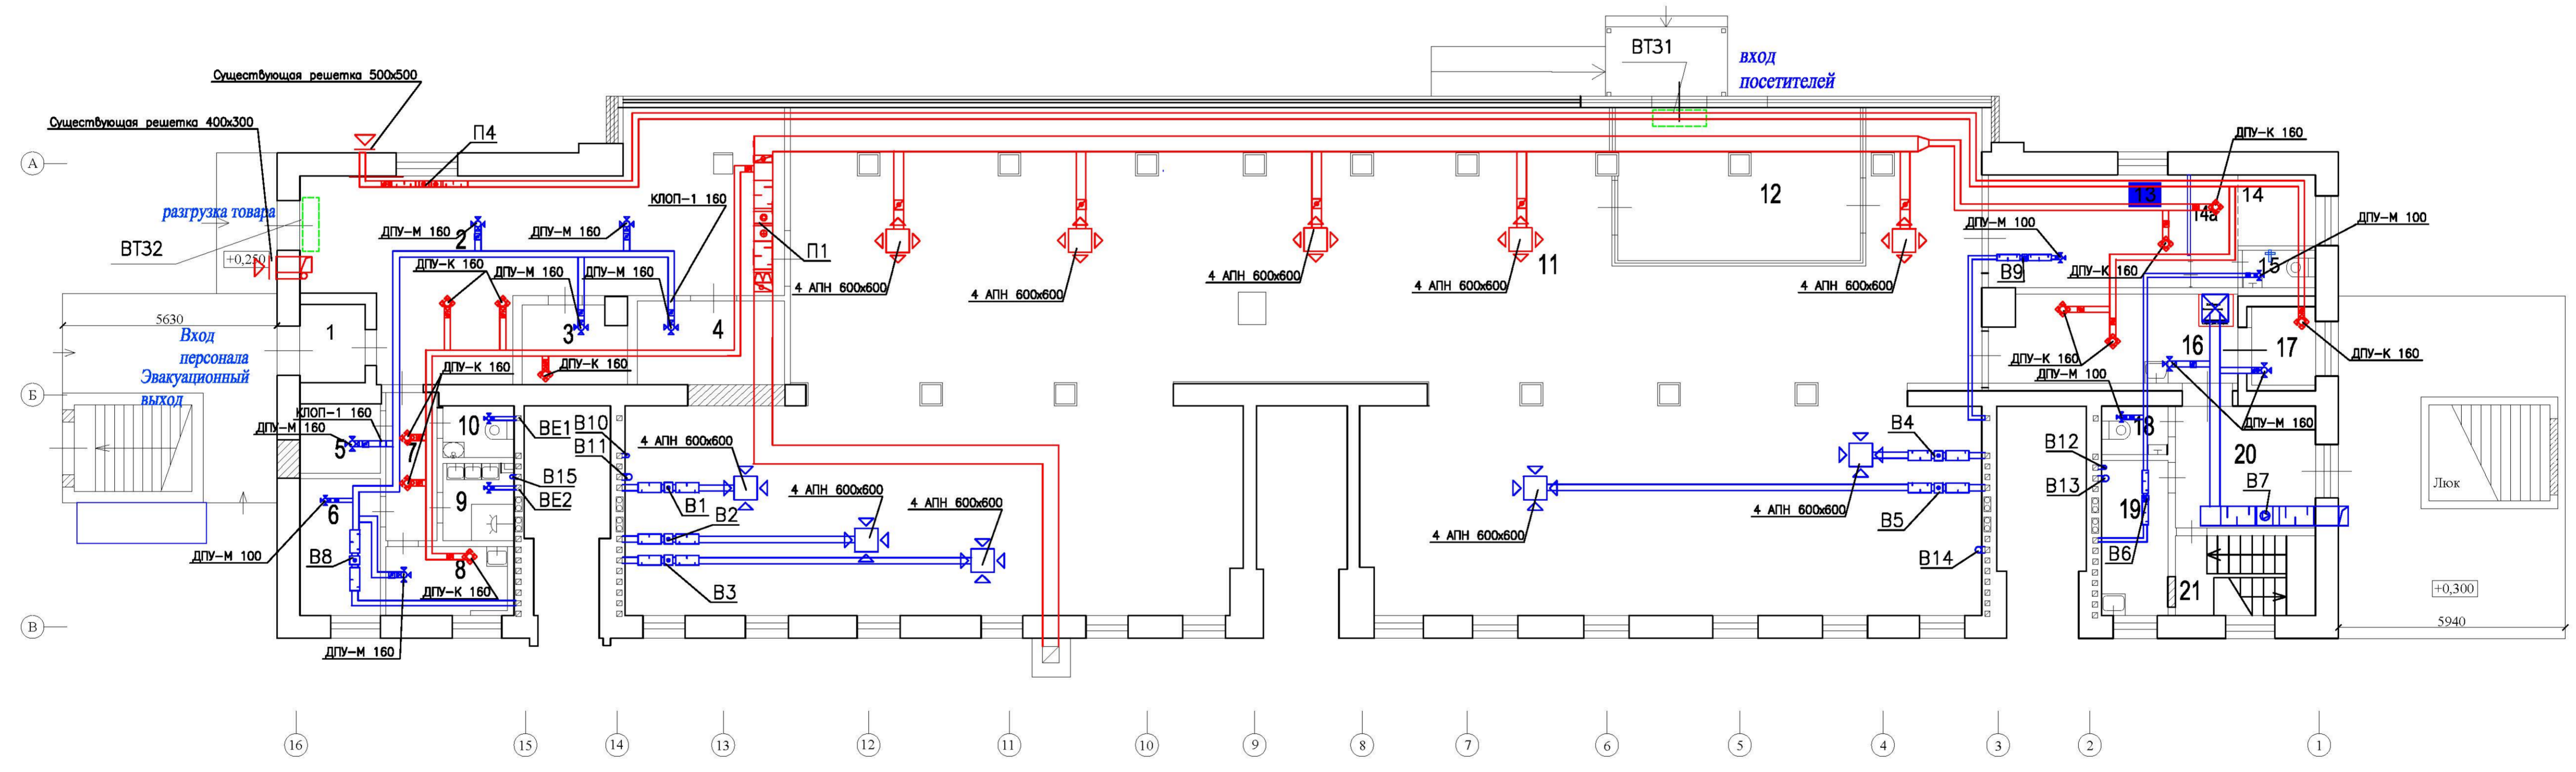 ВТЗ1
вход
посетителей
Существующая решетка 500х500
Существующая решетка 400х300
П4
А
разгрузка товара
ВТЗ2
+0,250
ДПУ-М 160
2
ДПУ-М 160
КЛОП-1 160
ДПУ-К 160
ДПУ-М 160
ДПУ-М 160
П1
4 АПН 600х600
4 АПН 600х600
4 АПН 600х600
4 АПН 600х600
4 АПН 600х600
11
12
ДПУ-К 160
13
14
14а
ДПУ-М 100
ДПУ-М 100
В9
ДПУ-К 160
15
5630
1
Вход
персонала
Эвакуационный
выход
3
4
ДПУ-К 160
ДПУ-К 160
16
17
ДПУ-К 160
ДПУ-К 160
ДПУ-М 100
ДПУ-М 160
Б
КЛОП-1 160
ДПУ-М 160
5
7
10
ВЕ1
В10
В11
4 АПН 600х600
В15
ВЕ2
9
6
В1
В2
В3
4 АПН 600х600
4 АПН 600х600
ДПУ-М 100
В8
8
ДПУ-К 160
ДПУ-М 160
4 АПН 600х600
4 АПН 600х600
В4
В5
В14
В12
В13
18
19
20
В7
В6
21
Люк
+0,300
5940
В
16
15
14
13
12
11
10
9
8
7
6
5
4
3
2
1